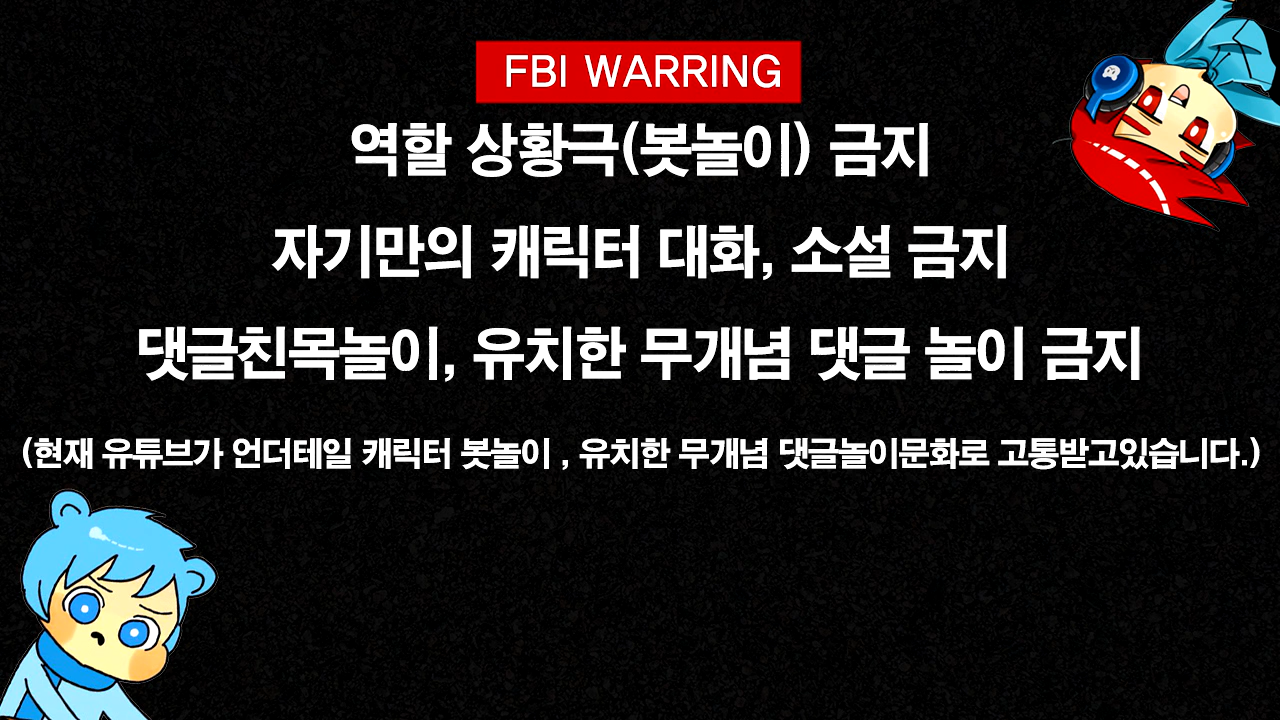 FBI WARRING
역할 상황극(봇놀이) 금지
자기만의 캐릭터 대화, 소설 금지
댓글친목놀이, 유치한 무개념 댓글 놀이 금지
(현재 유튜브가 언더테일 캐릭터 봇놀이 , 유치한 무개념 댓글놀이문화로 고통받고있습니다.)